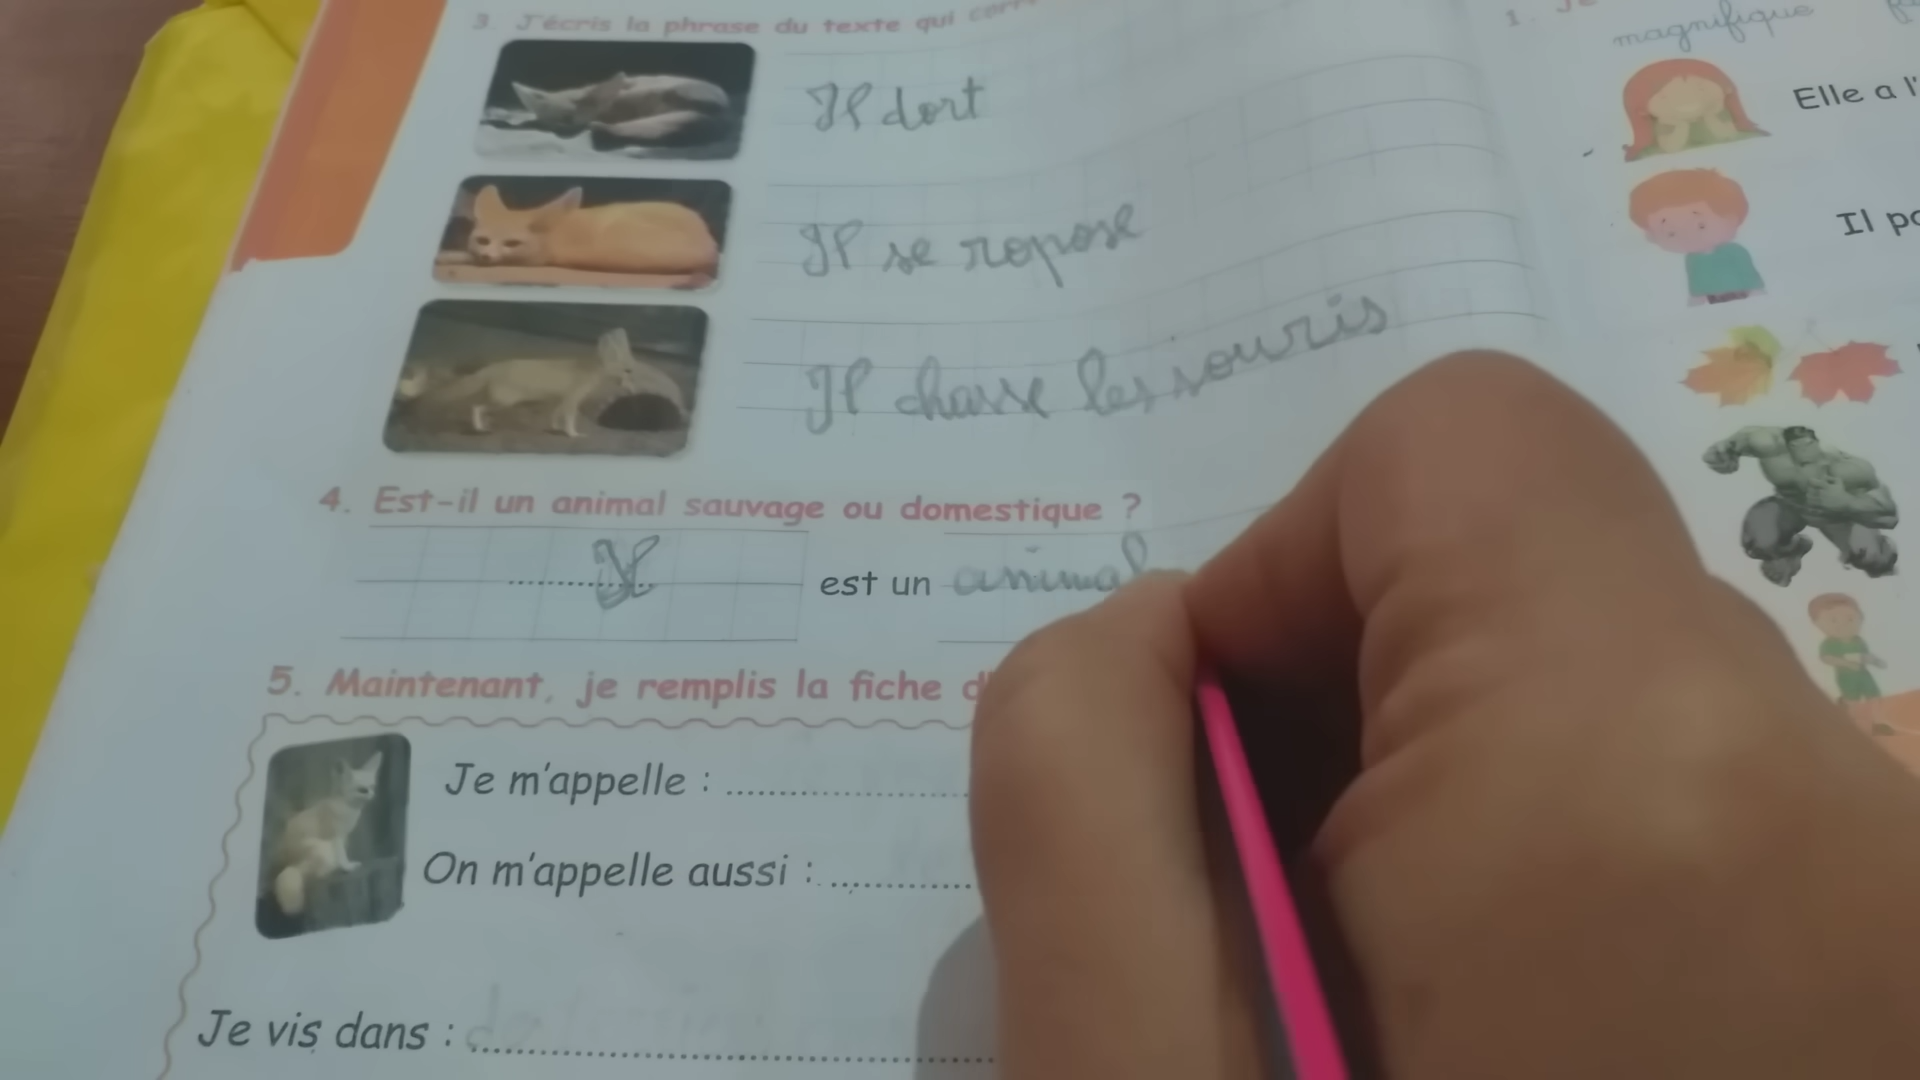 3. J'écris la phrase du texte qui
Il dort
Il se ropose
Il chasse les souris
4. Est-il un animal sauvage ou domestique ?
Il est un animal
5. Maintenant, je remplis la fiche
Je m'appelle :
On m'appelle aussi :
Je vis dans :
1.
magnifique
Elle a l'
Il